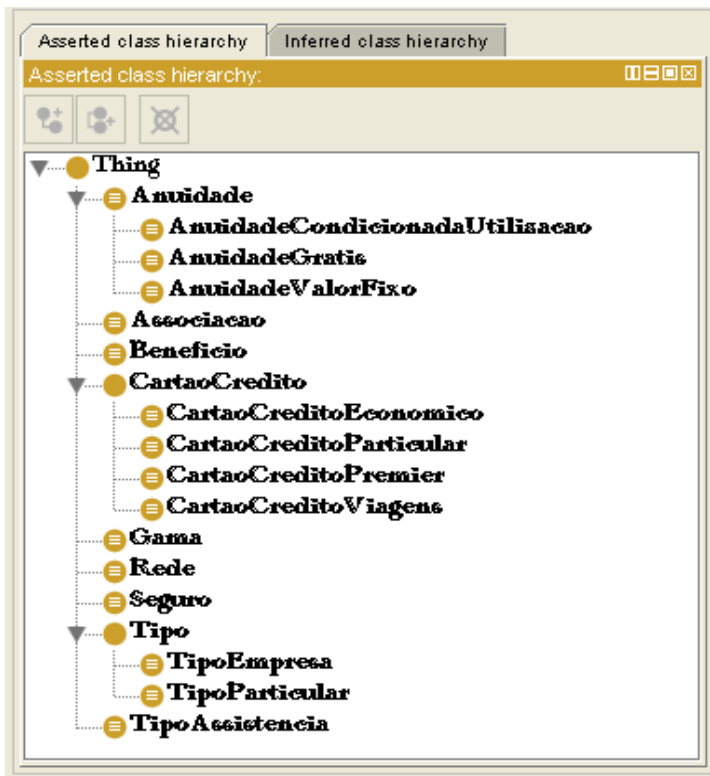 Asserted class hierarchy Inferred class hierarchy
Asserted class hierarchy:
Thing
Anuidade
AnuidadeCondicionadaUtilisacao
AnuidadeGratis
AnuidadeValorFixo
Associacao
Beneficio
CartaoCredito
CartaoCreditoEconomico
CartaoCreditoParticular
CartaoCreditoPremier
CartaoCreditoViagens
Gama
Rede
Seguro
Tipo
TipoEmpresa
TipoParticular
TipoAssistencia